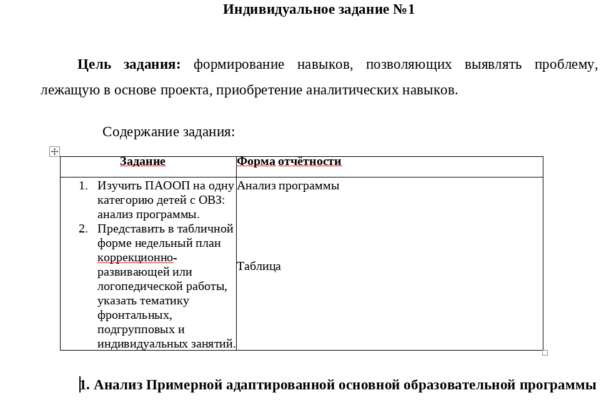 Индивидуальное задание №1
Цель задания: формирование навыков, позволяющих выявлять проблему,
лежащую в основе проекта, приобретение аналитических навыков.
Содержание задания:
Задание
Форма отчётности
1. Изучить ПАООП на одну
категорию детей с ОВЗ:
анализ программы.
2. Представить в табличной
форме недельный план
коррекционно-
развивающей или
логопедической работы,
указать тематику
фронтальных,
подгрупповых и
индивидуальных занятий.
Анализ программы
Таблица
1. Анализ Примерной адаптированной основной образовательной программы